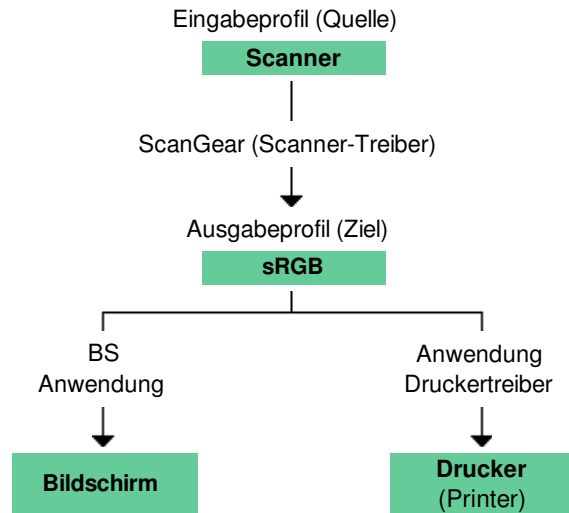 Eingabeprofil (Quelle)
Scanner
ScanGear (Scanner-Treiber)
Ausgabeprofil (Ziel)
sRGB
BS
Anwendung
Anwendung
Druckertreiber
Bildschirm
Drucker
(Printer)